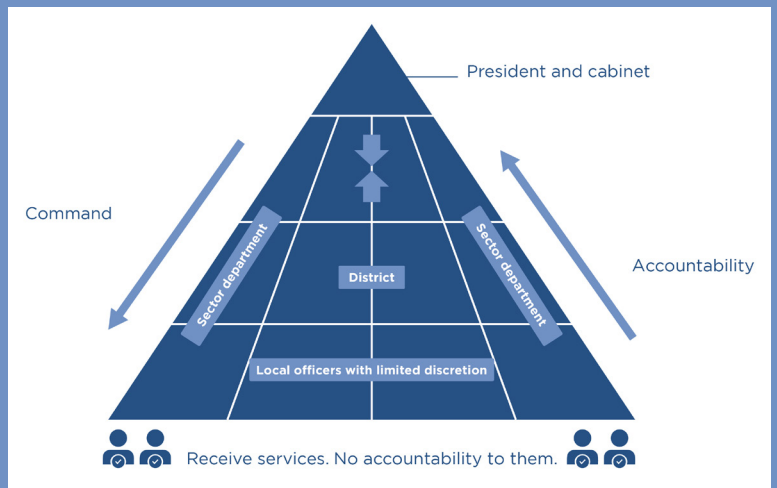 President and cabinet
Command
Sector department
Sector department
Accountability
District
Local officers with limited discretion
Receive services. No accountability to them.